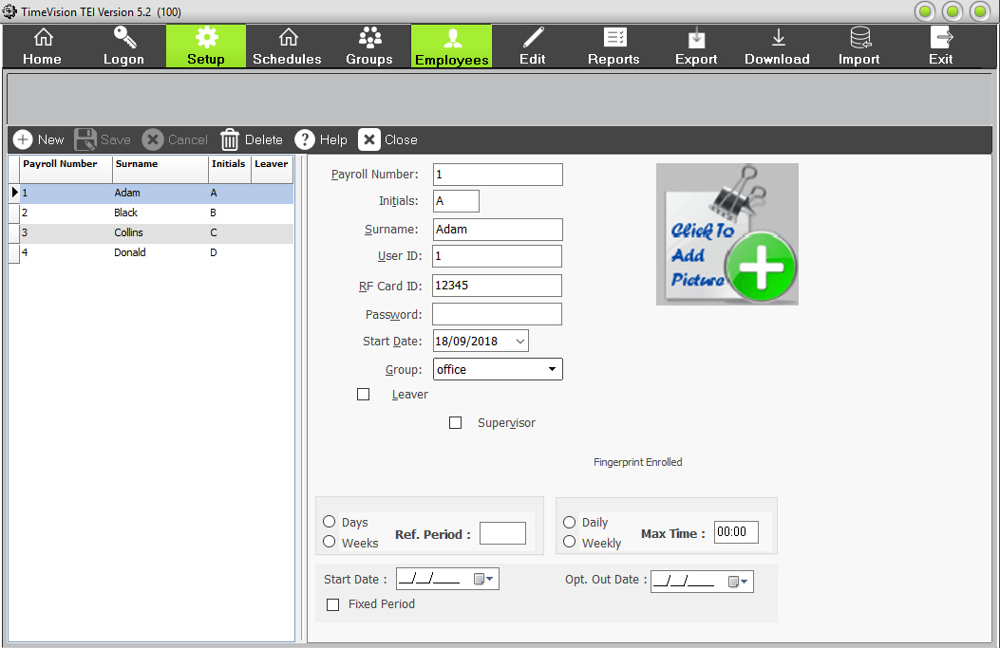 TimeVision TEI Version 5.2 (100)
Home Logon Setup Schedules Groups Employees Edit Reports Export Download Import Exit
New Save Cancel Delete Help Close
Payroll Number Surname Initials Leaver
1 Adam A
2 Black B
3 Collins C
4 Donald D
Payroll Number: 1
Initials: A
Surname: Adam
User ID: 1
RF Card ID: 12345
Password:
Start Date: 18/09/2018
Group: office
Leaver
Supervisor
Click To
Add
Picture
Fingerprint Enrolled
Days
Weeks
Ref. Period :
Daily
Weekly
Max Time : 00:00
Start Date : __/__/____
Opt. Out Date : __/__/____
Fixed Period